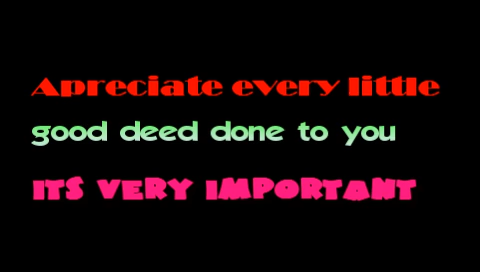 Apreciate every little
good deed done to you
ITS VERY IMPORTANT